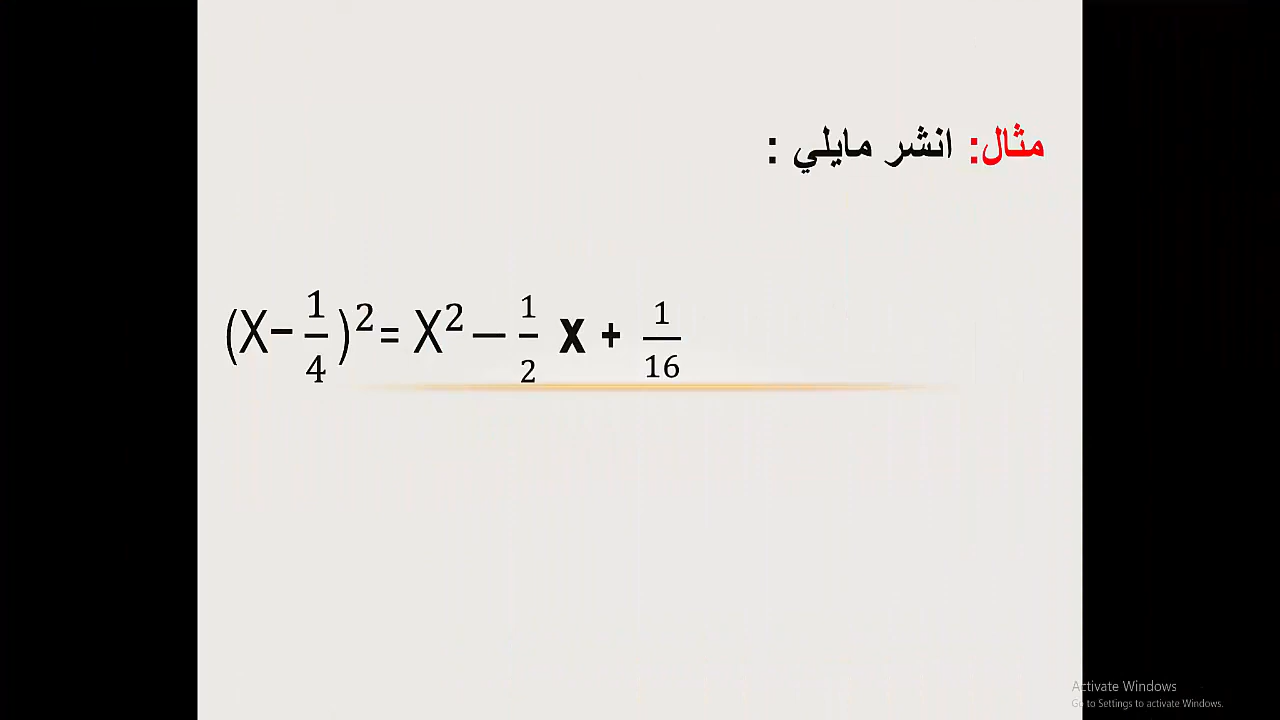 مثال: انشر مايلي :
(X− 1/4 )² = X² − 1/2 x + 1/16
Activate Windows
Go to Settings to activate Windows.